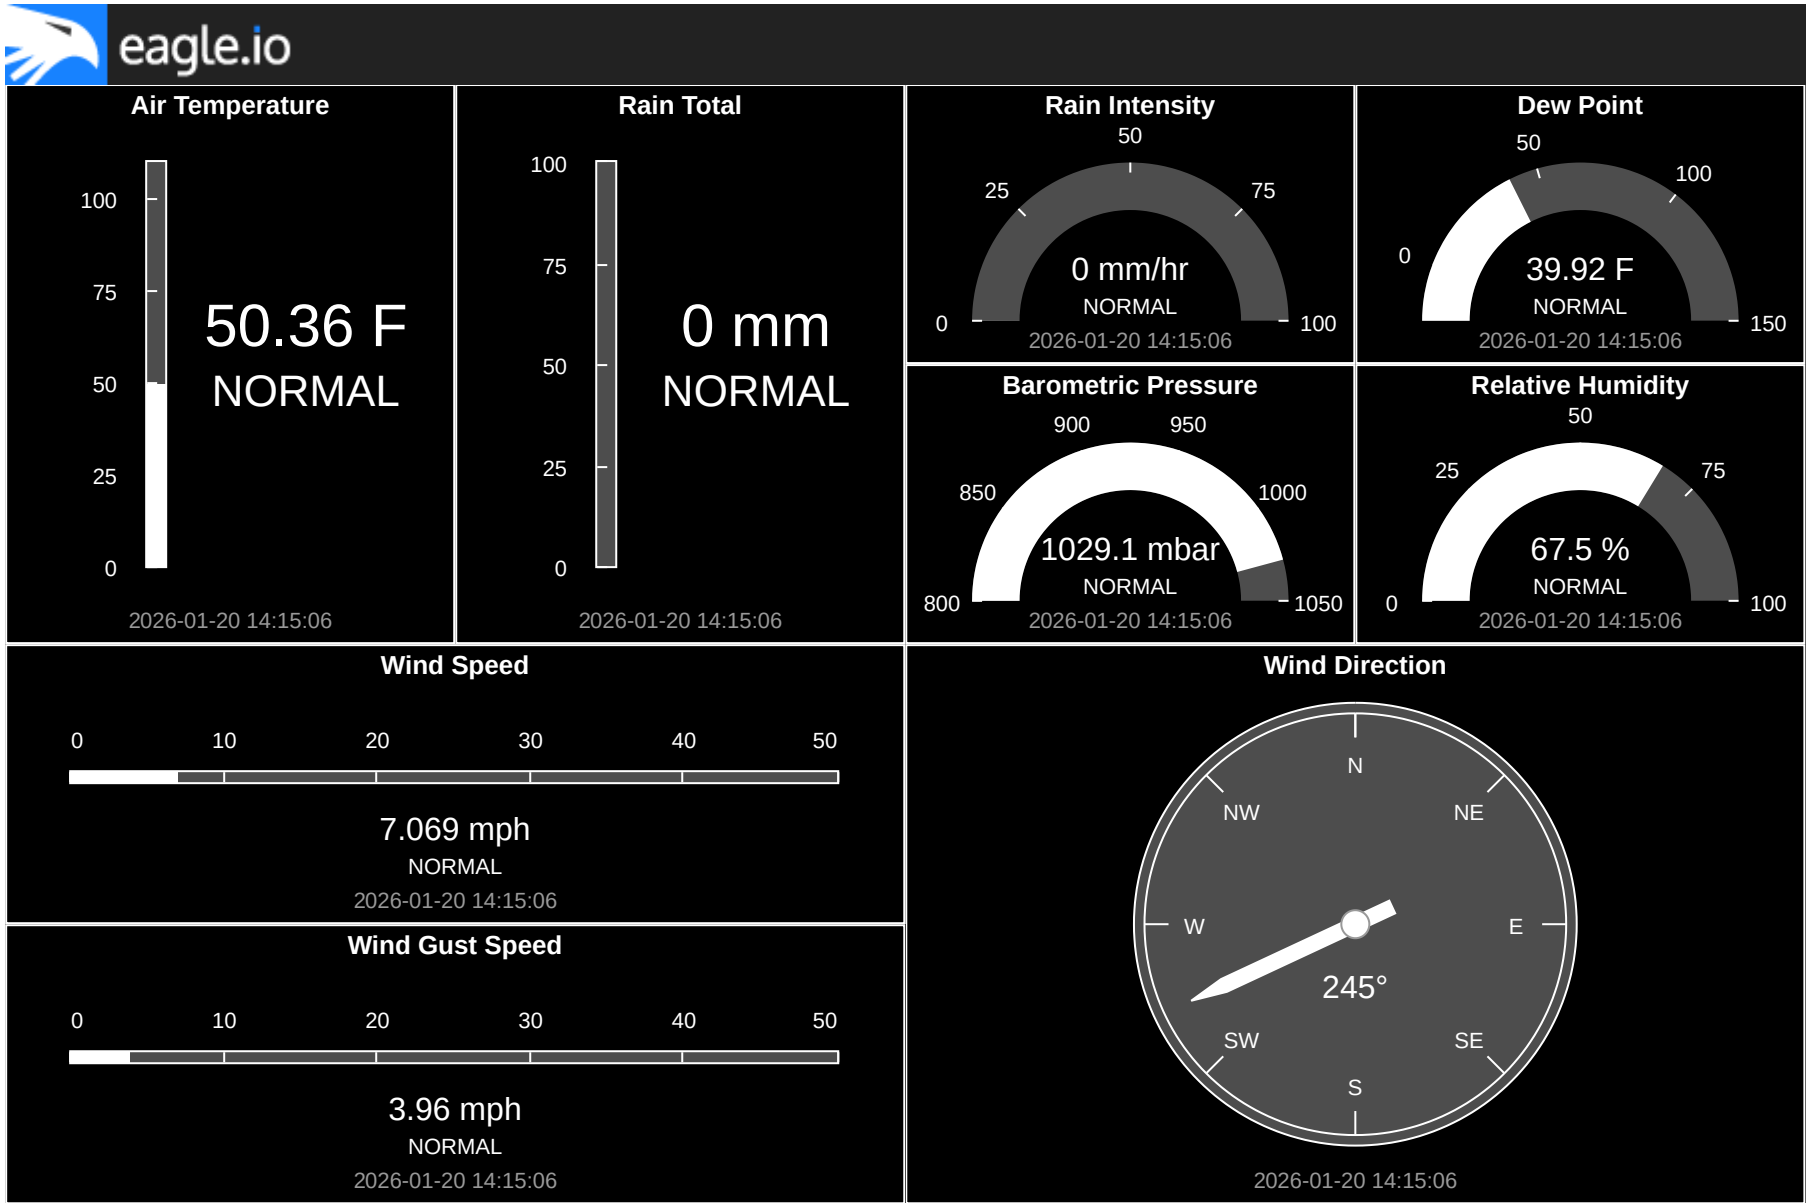 eagle.io
Air Temperature
100
75
50
25
0
50.36 F
NORMAL
2026-01-20 14:15:06
Rain Total
100
75
50
25
0
0 mm
NORMAL
2026-01-20 14:15:06
Rain Intensity
50
25
75
0
100
0 mm/hr
NORMAL
2026-01-20 14:15:06
Dew Point
50
100
0
150
39.92 F
NORMAL
2026-01-20 14:15:06
Barometric Pressure
900
950
850
1000
800
1050
1029.1 mbar
NORMAL
2026-01-20 14:15:06
Relative Humidity
50
25
75
0
100
67.5 %
NORMAL
2026-01-20 14:15:06
Wind Speed
0 10 20 30 40 50
7.069 mph
NORMAL
2026-01-20 14:15:06
Wind Gust Speed
0 10 20 30 40 50
3.96 mph
NORMAL
2026-01-20 14:15:06
Wind Direction
N
NW NE
W E
245°
SW SE
S
2026-01-20 14:15:06